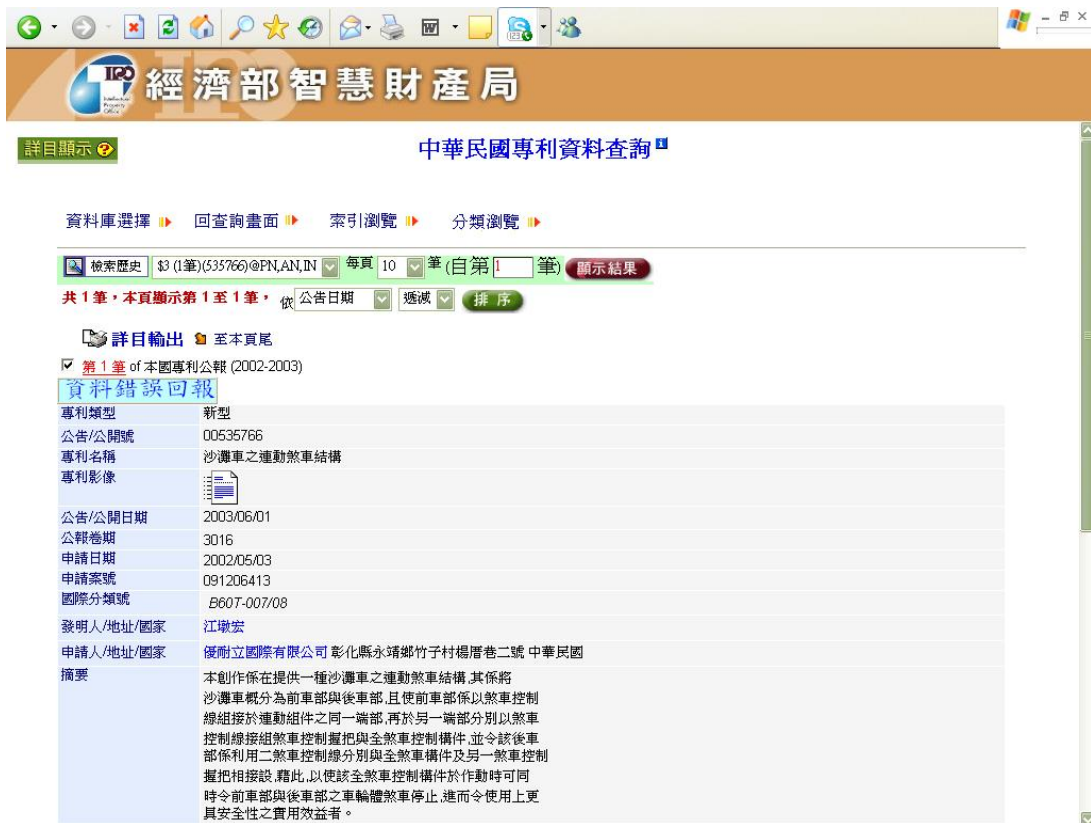 IPO
Intellectual
Property
Office
經濟部智慧財產局
詳目顯示
中華民國專利資料查詢
資料庫選擇 回查詢畫面 索引瀏覽 分類瀏覽
檢索歷史 $3 (1筆)(535766)@PN,AN,IN 每頁 10 筆 (自第 1 筆) 顯示結果
共 1 筆，本頁顯示第 1 至 1 筆， 依 公告日期 遞減 排序
詳目輸出 至本頁尾
第 1 筆 of 本國專利公報 (2002-2003)
資料錯誤回報
專利類型 新型
公告/公開號 00535766
專利名稱 沙灘車之連動煞車結構
專利影像
公告/公開日期 2003/06/01
公報卷期 3016
申請日期 2002/05/03
申請案號 091206413
國際分類號 B60T-007/08
發明人/地址/國家 江墩宏
申請人/地址/國家 優耐立國際有限公司 彰化縣永靖鄉竹子村楊厝巷二號 中華民國
摘要 本創作係在提供一種沙灘車之連動煞車結構,其係將
沙灘車概分為前車部與後車部,且使前車部係以煞車控制
線組接於連動組件之同一端部,再於另一端部分別以煞車
控制線接組煞車控制握把與全煞車控制構件,並令該後車
部係利用二煞車控制線分別與全煞車構件及另一煞車控制
握把相接設,藉此,以使該全煞車控制構件於作動時可同
時令前車部與後車部之車輪體煞車停止,進而令使用上更
具安全性之實用效益者。